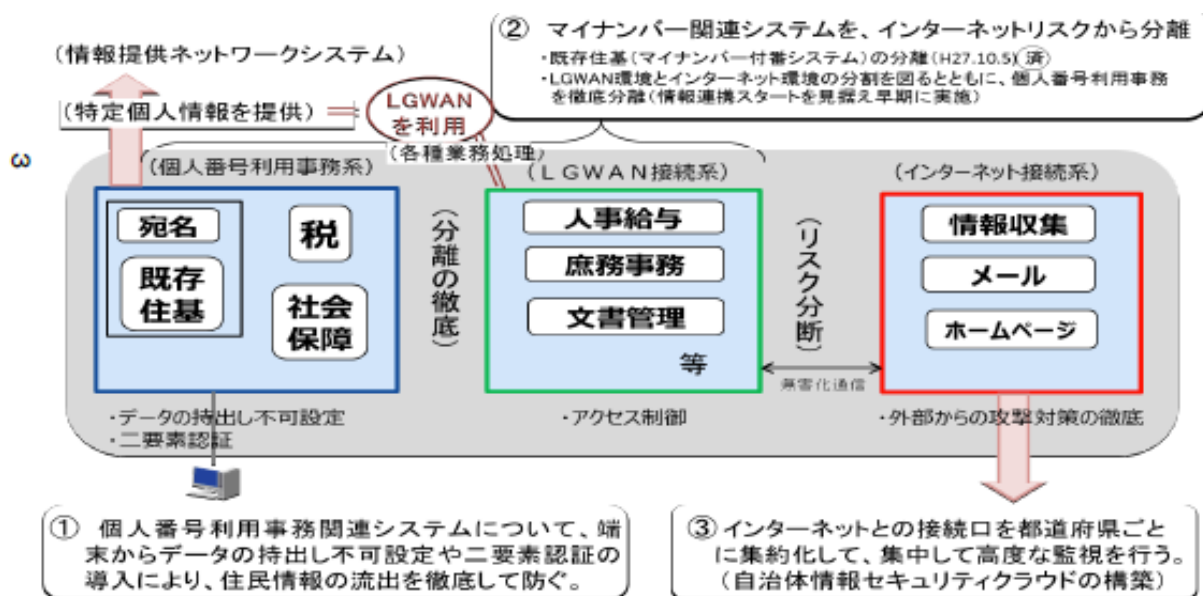 ② マイナンバー関連システムを、インターネットリスクから分離
・既存住基(マイナンバー付番システム)の分離(H27.10.5)済
・LGWAN環境とインターネット環境の分割を図るとともに、個人番号利用事務
を徹底分離(情報連携スタートを見据え早期に実施)
(情報提供ネットワークシステム)
(特定個人情報を提供)
LGWAN
を利用
(各種業務処理)
3
(個人番号利用事務系)
(LGWAN接続系)
(インターネット接続系)
宛名
既存
住基
税
社会
保障
(分離の徹底)
人事給与
庶務事務
文書管理
等
(リスク分断)
無害化通信
情報収集
メール
ホームページ
・データの持出し不可設定
・二要素認証
・アクセス制御
・外部からの攻撃対策の徹底
① 個人番号利用事務関連システムについて、端
末からデータの持出し不可設定や二要素認証の
導入により、住民情報の流出を徹底して防ぐ。
③ インターネットとの接続口を都道府県ごと
に集約化して、集中して高度な監視を行う。
(自治体情報セキュリティクラウドの構築)